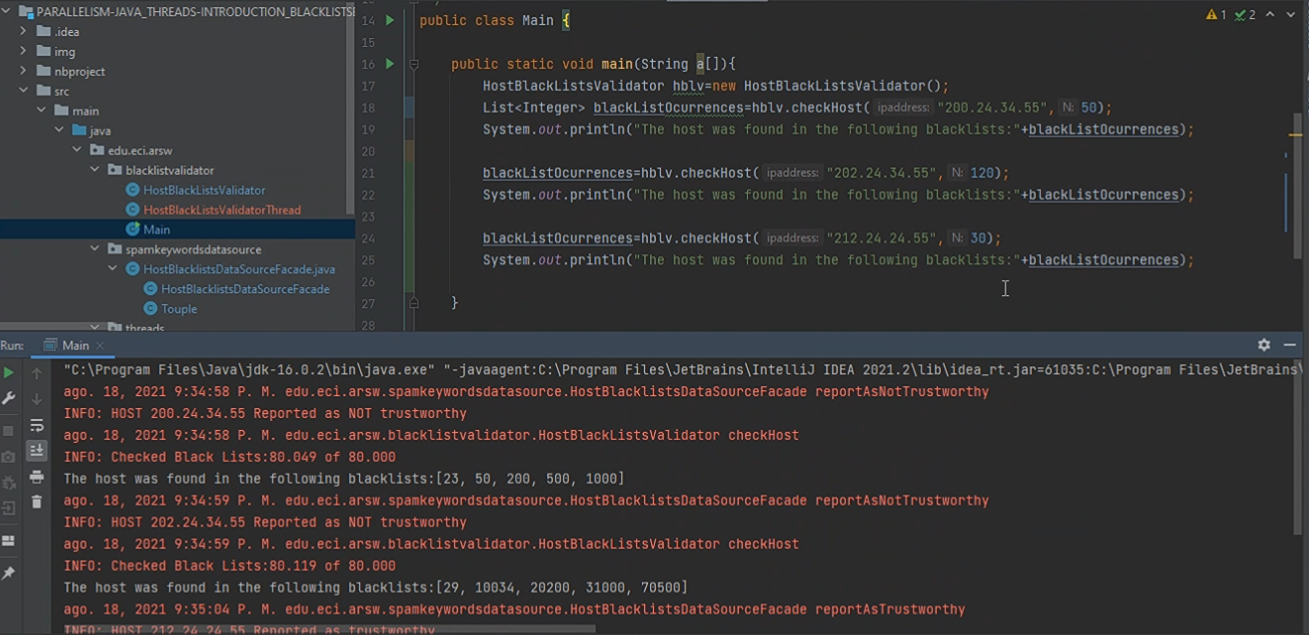 PARALLELISM-JAVA_THREADS-INTRODUCTION_BLACKLISTSE
.idea
img
nbproject
src
main
java
edu.eci.arsw
blacklistvalidator
HostBlackListsValidator
HostBlackListsValidatorThread
Main
spamkeywordsdatasource
HostBlacklistsDataSourceFacade.java
HostBlacklistsDataSourceFacade
Touple
threads
14 public class Main {
15
16 public static void main(String a[]){
17 HostBlackListsValidator hblv=new HostBlackListsValidator();
18 List<Integer> blackListOcurrences=hblv.checkHost( ipaddress: "200.24.34.55", N: 50);
19 System.out.println("The host was found in the following blacklists:"+blackListOcurrences);
20
21 blackListOcurrences=hblv.checkHost( ipaddress: "202.24.34.55", N: 120);
22 System.out.println("The host was found in the following blacklists:"+blackListOcurrences);
23
24 blackListOcurrences=hblv.checkHost( ipaddress: "212.24.24.55", N: 30);
25 System.out.println("The host was found in the following blacklists:"+blackListOcurrences);
26
27 }
28
1 2
Run: Main
"C:\Program Files\Java\jdk-16.0.2\bin\java.exe" "-javaagent:C:\Program Files\JetBrains\IntelliJ IDEA 2021.2\lib\idea_rt.jar=61035:C:\Program Files\JetBrains\
ago. 18, 2021 9:34:58 P. M. edu.eci.arsw.spamkeywordsdatasource.HostBlacklistsDataSourceFacade reportAsNotTrustworthy
INFO: HOST 200.24.34.55 Reported as NOT trustworthy
ago. 18, 2021 9:34:58 P. M. edu.eci.arsw.blacklistvalidator.HostBlackListsValidator checkHost
INFO: Checked Black Lists:80.049 of 80.000
The host was found in the following blacklists:[23, 50, 200, 500, 1000]
ago. 18, 2021 9:34:59 P. M. edu.eci.arsw.spamkeywordsdatasource.HostBlacklistsDataSourceFacade reportAsNotTrustworthy
INFO: HOST 202.24.34.55 Reported as NOT trustworthy
ago. 18, 2021 9:34:59 P. M. edu.eci.arsw.blacklistvalidator.HostBlackListsValidator checkHost
INFO: Checked Black Lists:80.119 of 80.000
The host was found in the following blacklists:[29, 10034, 20200, 31000, 70500]
ago. 18, 2021 9:35:04 P. M. edu.eci.arsw.spamkeywordsdatasource.HostBlacklistsDataSourceFacade reportAsTrustworthy
INFO: HOST 212.24.24.55 Reported as trustworthy